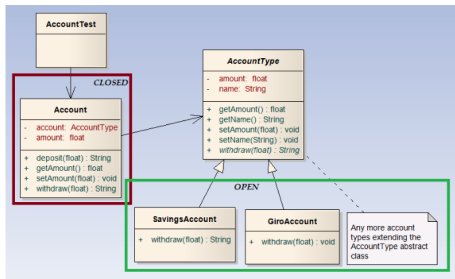 AccountTest
CLOSED
Account
- account: AccountType
- amount: float
+ deposit(float) : String
+ getAmount() : float
+ setAmount(float) : void
+ withdraw(float) : String
AccountType
- amount: float
- name: String
+ getAmount() : float
+ getName() : String
+ setAmount(float) : void
+ setName(String) : void
+ withdraw(float) : String
OPEN
SavingsAccount
+ withdraw(float) : String
GiroAccount
+ withdraw(float) : void
Any more account
types extending the
AccountType abstract
class